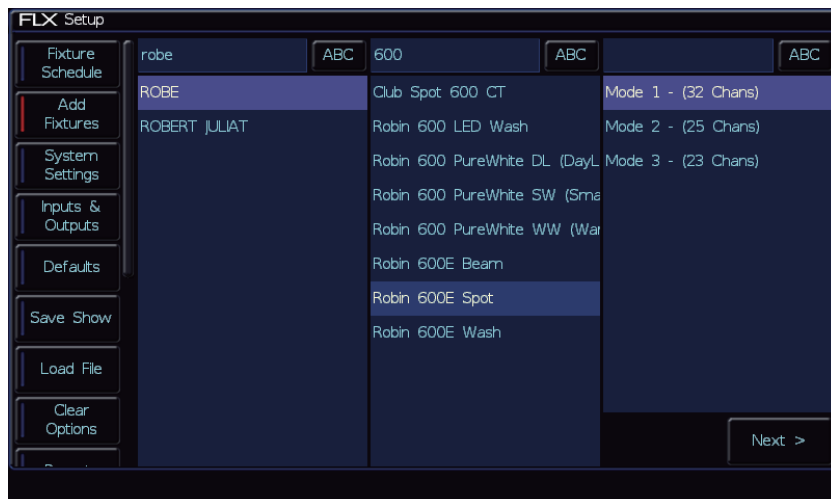 FLX Setup
Fixture
Schedule
Add
Fixtures
System
Settings
Inputs &
Outputs
Defaults
Save Show
Load File
Clear
Options
robe
ABC
ROBE
ROBERT JULIAT
600
ABC
Club Spot 600 CT
Robin 600 LED Wash
Robin 600 PureWhite DL (DayL
Robin 600 PureWhite SW (Sma
Robin 600 PureWhite WW (War
Robin 600E Beam
Robin 600E Spot
Robin 600E Wash
ABC
Mode 1 - (32 Chans)
Mode 2 - (25 Chans)
Mode 3 - (23 Chans)
Next >